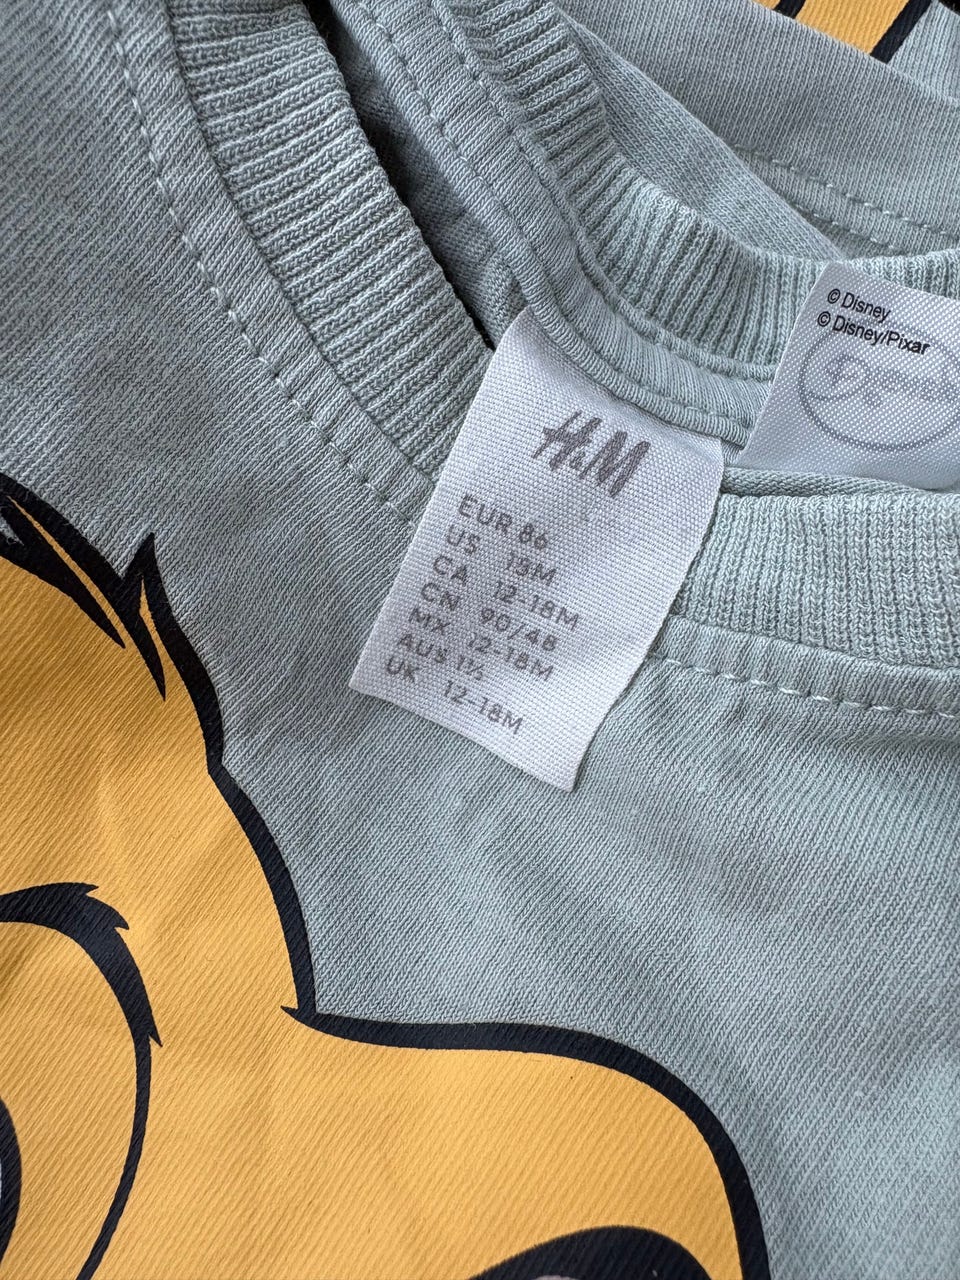 © Disney
© Disney/Pixar
H&M
EUR 86
US 18M
CA 12-18M
CN 90/48
MX 12-18M
AUS 1½
UK 12-18M